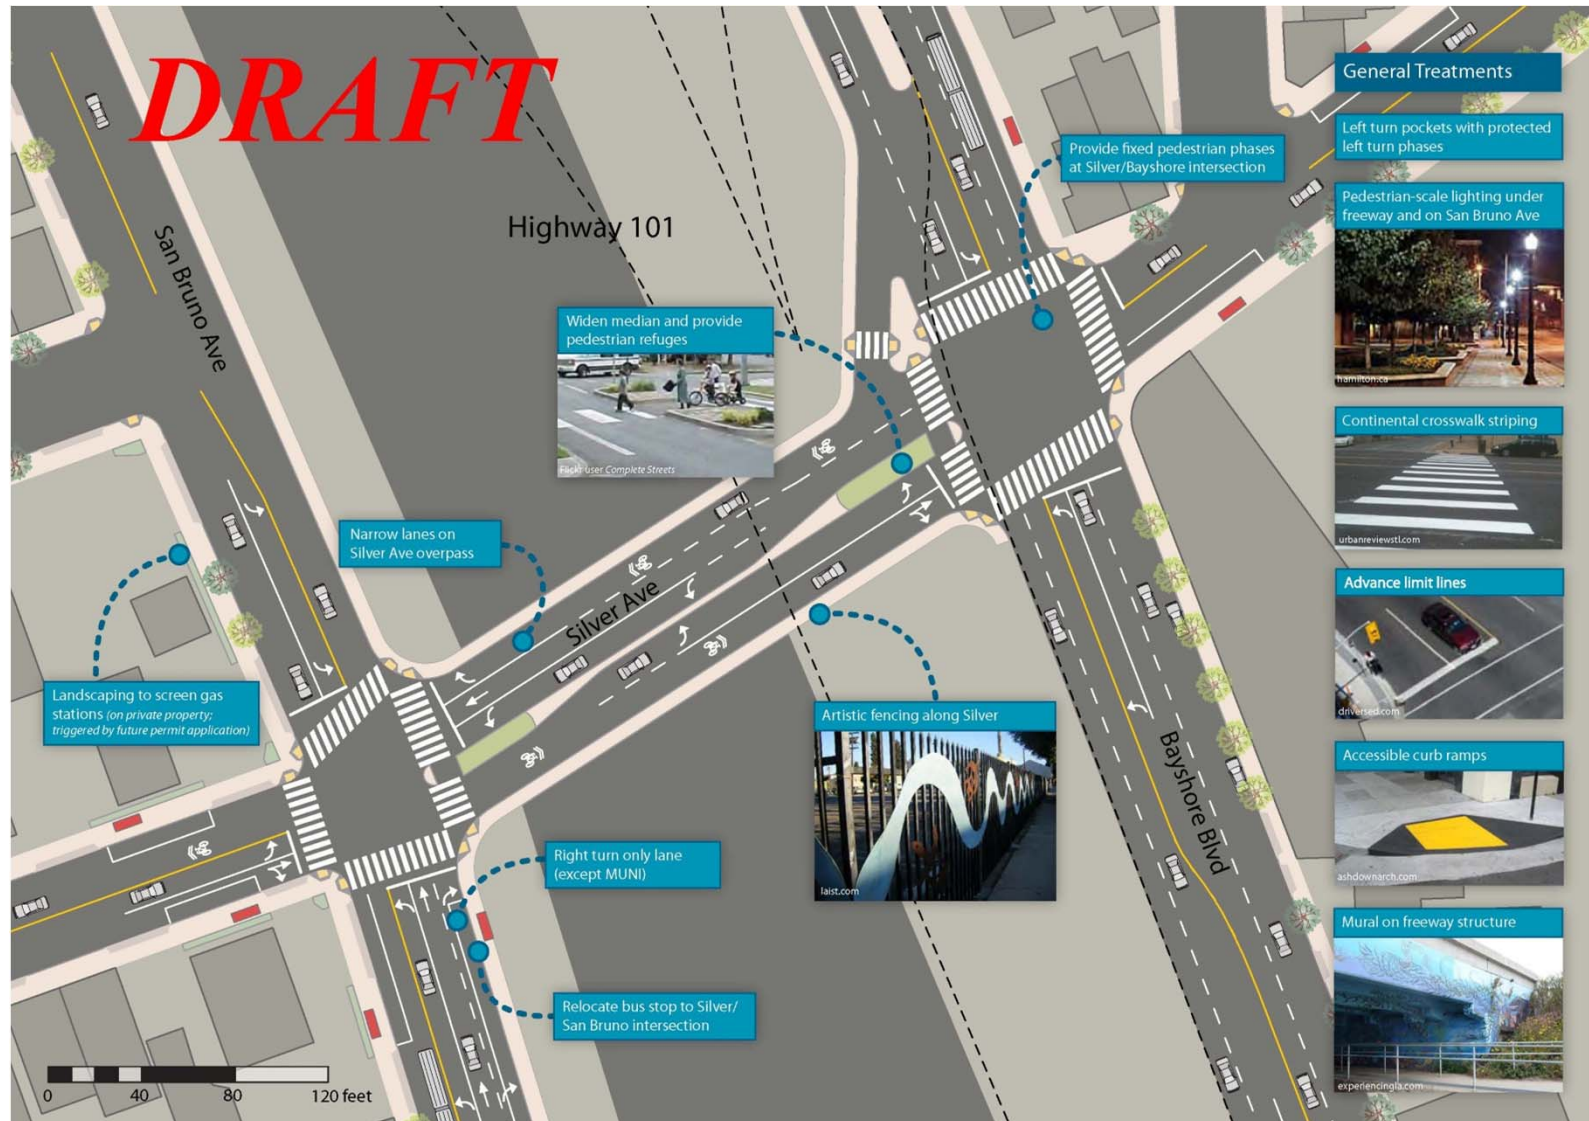 DRAFT
Highway 101
San Bruno Ave
Silver Ave
Bayshore Blvd
Provide fixed pedestrian phases
at Silver/Bayshore intersection
Widen median and provide
pedestrian refuges
Flickr user Complete Streets
Narrow lanes on
Silver Ave overpass
Landscaping to screen gas
stations (on private property;
triggered by future permit application)
Artistic fencing along Silver
laist.com
Right turn only lane
(except MUNI)
Relocate bus stop to Silver/
San Bruno intersection
0 40 80 120 feet
General Treatments
Left turn pockets with protected
left turn phases
Pedestrian-scale lighting under
freeway and on San Bruno Ave
hamilton.ca
Continental crosswalk striping
urbanreviewstl.com
Advance limit lines
driversed.com
Accessible curb ramps
ashdownarch.com
Mural on freeway structure
experiencingla.com